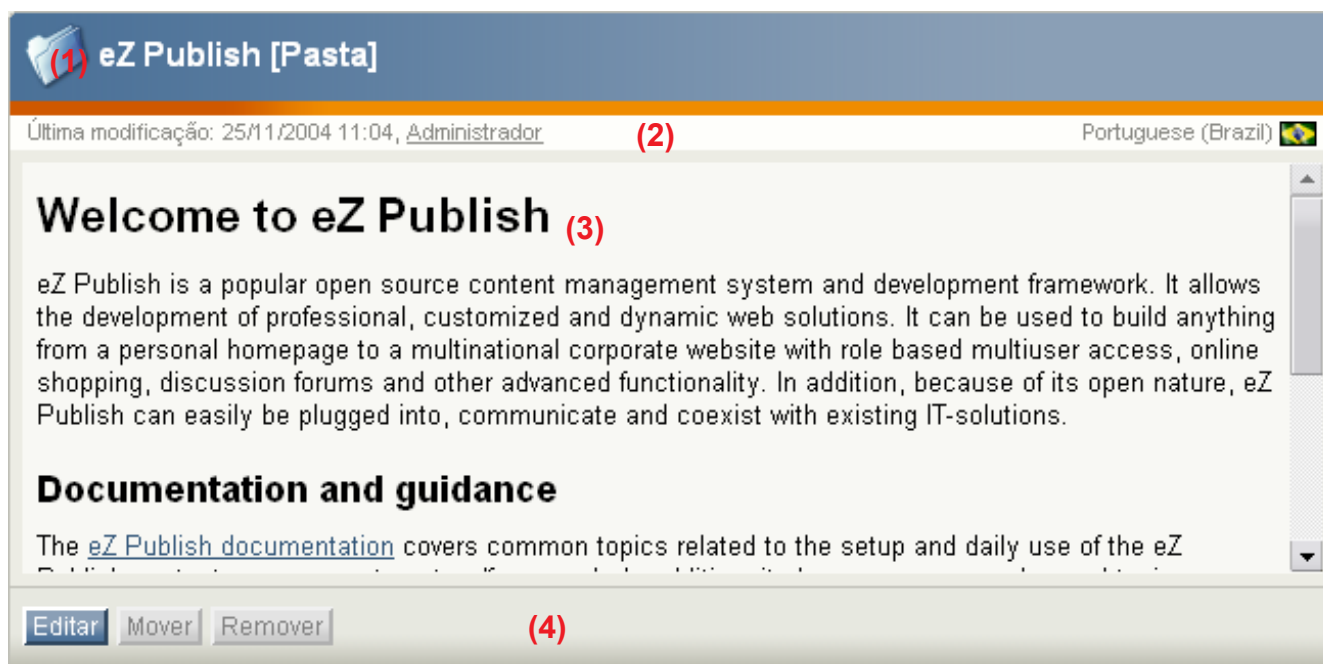 (1) eZ Publish [Pasta]
Última modificação: 25/11/2004 11:04, Administrador (2) Portuguese (Brazil)
Welcome to eZ Publish (3)
eZ Publish is a popular open source content management system and development framework. It allows
the development of professional, customized and dynamic web solutions. It can be used to build anything
from a personal homepage to a multinational corporate website with role based multiuser access, online
shopping, discussion forums and other advanced functionality. In addition, because of its open nature, eZ
Publish can easily be plugged into, communicate and coexist with existing IT-solutions.
Documentation and guidance
The eZ Publish documentation covers common topics related to the setup and daily use of the eZ
Editar Mover Remover (4)